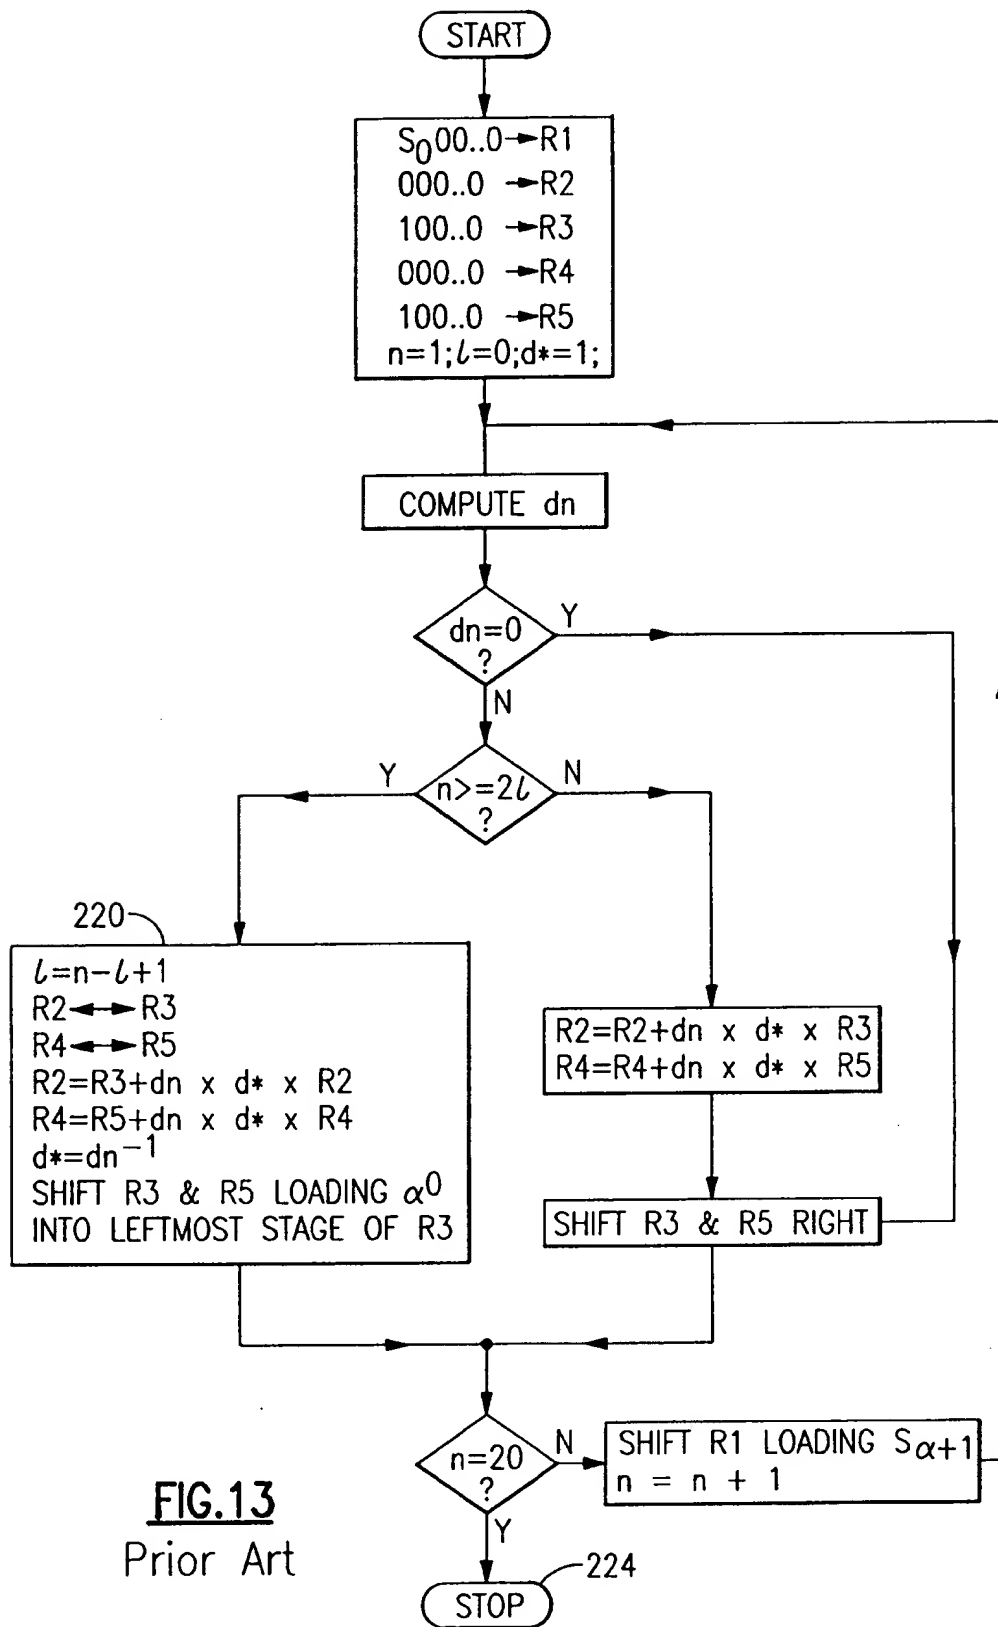 START
S000..0→R1
000..0 →R2
100..0 →R3
000..0 →R4
100..0 →R5
n=1;l=0;d*=1;
COMPUTE dn
dn=0
?
Y
N
n>=2l
?
Y
N
220
l=n-l+1
R2↔R3
R4↔R5
R2=R3+dn x d* x R2
R4=R5+dn x d* x R4
d*=dn⁻¹
SHIFT R3 & R5 LOADING α⁰
INTO LEFTMOST STAGE OF R3
R2=R2+dn x d* x R3
R4=R4+dn x d* x R5
SHIFT R3 & R5 RIGHT
n=20
?
N
Y
SHIFT R1 LOADING Sα+1
n = n + 1
STOP
224
FIG.13
Prior Art